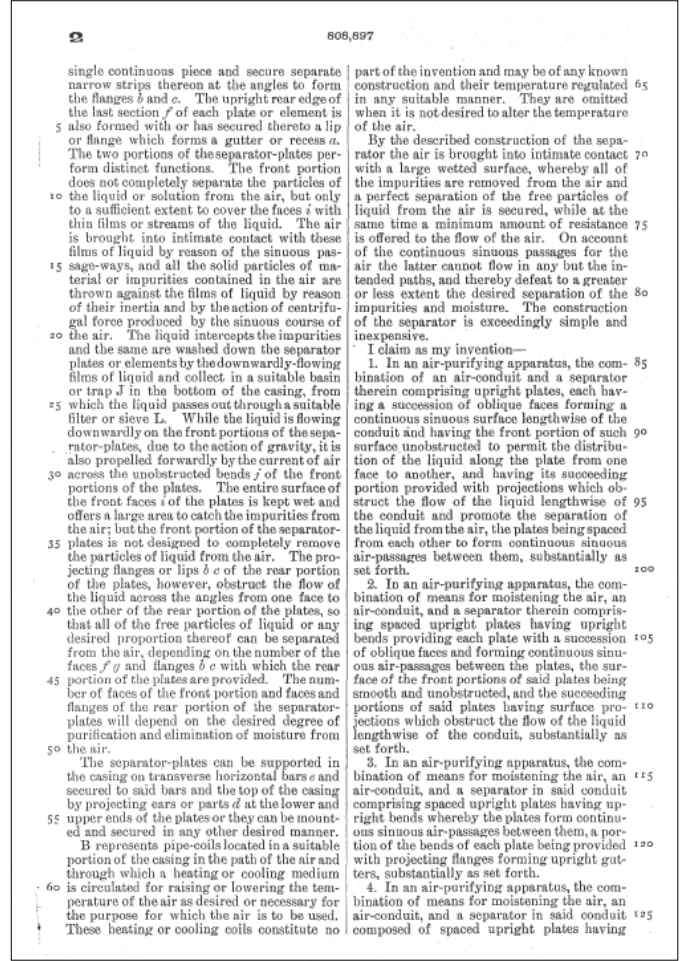 2
808,897
single continuous piece and secure separate
narrow strips thereon at the angles to form
the flanges b and c. The upright rear edge of
the last section f of each plate or element is
5 also formed with or has secured thereto a lip
or flange which forms a gutter or recess a.
The two portions of the separator-plates per-
form distinct functions. The front portion
does not completely separate the particles of
10 the liquid or solution from the air, but only
to a sufficient extent to cover the faces i with
thin films or streams of the liquid. The air
is brought into intimate contact with these
films of liquid by reason of the sinuous pas-
15 sage-ways, and all the solid particles of ma-
terial or impurities contained in the air are
thrown against the films of liquid by reason
of their inertia and by the action of centrifu-
gal force produced by the sinuous course of
20 the air. The liquid intercepts the impurities
and the same are washed down the separator
plates or elements by the downwardly-flowing
films of liquid and collect in a suitable basin
or trap J in the bottom of the casing, from
25 which the liquid passes out through a suitable
filter or sieve L. While the liquid is flowing
downwardly on the front portions of the sepa-
rator-plates, due to the action of gravity, it is
also propelled forwardly by the current of air
30 across the unobstructed bends j of the front
portions of the plates. The entire surface of
the front faces i of the plates is kept wet and
offers a large area to catch the impurities from
the air; but the front portion of the separator-
35 plates is not designed to completely remove
the particles of liquid from the air. The pro-
jecting flanges or lips b c of the rear portion
of the plates, however, obstruct the flow of
the liquid across the angles from one face to
40 the other of the rear portion of the plates, so
that all of the free particles of liquid or any
desired proportion thereof can be separated
from the air, depending on the number of the
faces f g and flanges b c with which the rear
45 portion of the plates are provided. The num-
ber of faces of the front portion and faces and
flanges of the rear portion of the separator-
plates will depend on the desired degree of
purification and elimination of moisture from
50 the air.
The separator-plates can be supported in
the casing on transverse horizontal bars e and
secured to said bars and the top of the casing
by projecting ears or parts d at the lower and
55 upper ends of the plates or they can be mount-
ed and secured in any other desired manner.
B represents pipe-coils located in a suitable
portion of the casing in the path of the air and
through which a heating or cooling medium
60 is circulated for raising or lowering the tem-
perature of the air as desired or necessary for
the purpose for which the air is to be used.
These heating or cooling coils constitute no
part of the invention and may be of any known
construction and their temperature regulated 65
in any suitable manner. They are omitted
when it is not desired to alter the temperature
of the air.
By the described construction of the sepa-
rator the air is brought into intimate contact 70
with a large wetted surface, whereby all of
the impurities are removed from the air and
a perfect separation of the free particles of
liquid from the air is secured, while at the
same time a minimum amount of resistance 75
is offered to the flow of the air. On account
of the continuous sinuous passages for the
air the latter cannot flow in any but the in-
tended paths, and thereby defeat to a greater
or less extent the desired separation of the 80
impurities and moisture. The construction
of the separator is exceedingly simple and
inexpensive.
I claim as my invention—
1. In an air-purifying apparatus, the com- 85
bination of an air-conduit and a separator
therein comprising upright plates, each hav-
ing a succession of oblique faces forming a
continuous sinuous surface lengthwise of the
conduit and having the front portion of such 90
surface unobstructed to permit the distribu-
tion of the liquid along the plate from one
face to another, and having its succeeding
portion provided with projections which ob-
struct the flow of the liquid lengthwise of 95
the conduit and promote the separation of
the liquid from the air, the plates being spaced
from each other to form continuous sinuous
air-passages between them, substantially as
set forth. 100
2. In an air-purifying apparatus, the com-
bination of means for moistening the air, an
air-conduit, and a separator therein compris-
ing spaced upright plates having upright
bends providing each plate with a succession 105
of oblique faces and forming continuous sinu-
ous air-passages between the plates, the sur-
face of the front portions of said plates being
smooth and unobstructed, and the succeeding
portions of said plates having surface pro- 110
jections which obstruct the flow of the liquid
lengthwise of the conduit, substantially as
set forth.
3. In an air-purifying apparatus, the com-
bination of means for moistening the air, an 115
air-conduit, and a separator in said conduit
comprising spaced upright plates having up-
right bends whereby the plates form continu-
ous sinuous air-passages between them, a por-
tion of the bends of each plate being provided 120
with projecting flanges forming upright gut-
ters, substantially as set forth.
4. In an air-purifying apparatus, the com-
bination of means for moistening the air, an
air-conduit, and a separator in said conduit 125
composed of spaced upright plates having